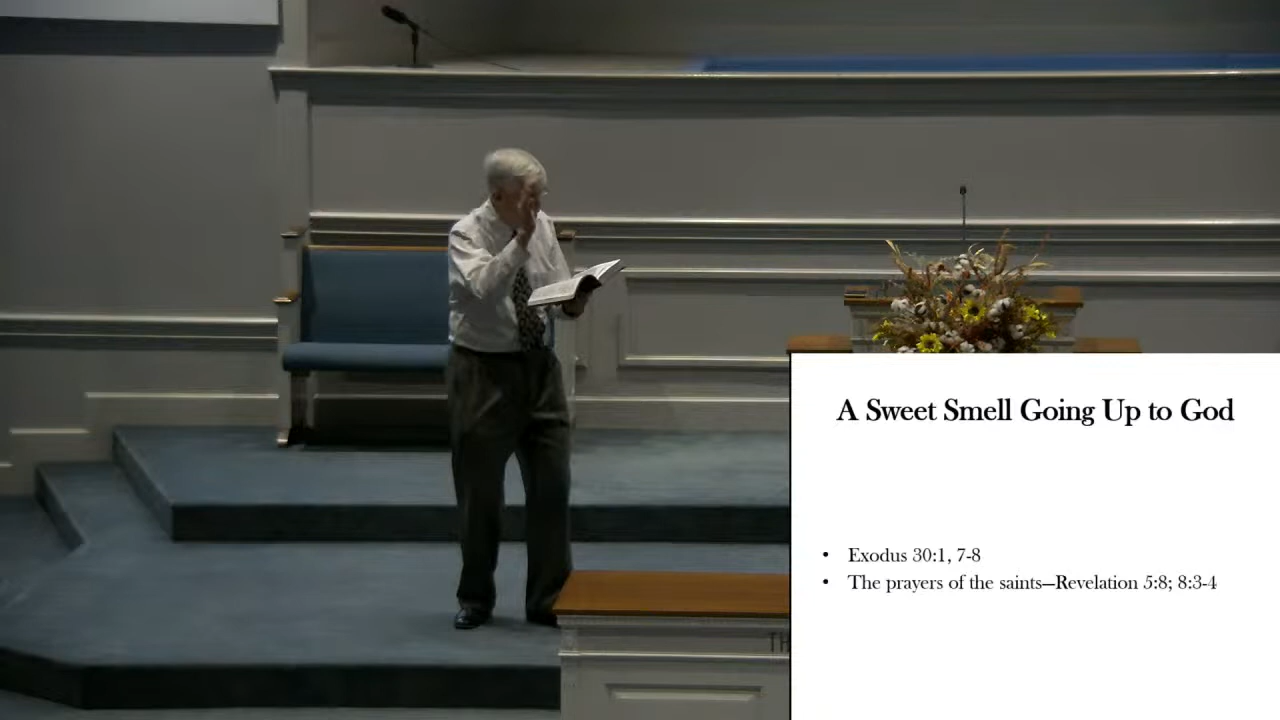 A Sweet Smell Going Up to God
• Exodus 30:1, 7-8
• The prayers of the saints—Revelation 5:8; 8:3-4
TH